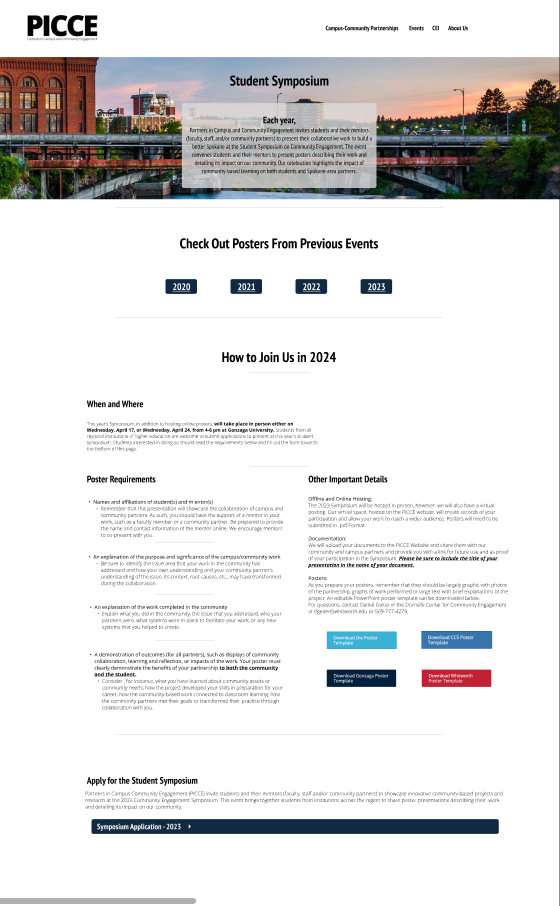 PICCE
Partners in Campus and Community Engagement
Campus-Community Partnerships Events CEI About Us
Student Symposium
Each year,
Partners in Campus and Community Engagement invites students and their mentors
(faculty, staff, and/or community partners) to present their collaborative work to build a
better Spokane at the Student Symposium on Community Engagement. The event
convenes students and their mentors to present posters describing their work and
detailing its impact on our community. Our celebration highlights the impact of
community-based learning on both students and Spokane-area partners.
Check Out Posters From Previous Events
2020 2021 2022 2023
How to Join Us in 2024
When and Where
This year's Symposium, in addition to hosting online posters, will take place in person either on
Wednesday, April 17, or Wednesday, April 24, from 4-6 pm at Gonzaga University. Students from all
regional institutions of higher education are welcome to submit applications to present at this year's student
symposium. Students interested in doing so should read the requirements below and fill out the form towards
the bottom of this page.
Poster Requirements
• Names and affiliations of student(s) and mentor(s)
• Remember that this presentation will showcase the collaboration of campus and
community partners. As such, you should have the support of a mentor in your
work, such as a faculty member or a community partner. Be prepared to provide
the name and contact information of the mentor online. We encourage mentors
to co-present with you.
• An explanation of the purpose and significance of the campus/community work
• Be sure to identify the issue that your work in the community has
addressed and how your own understanding and your community partner's
understanding of the issue, its context, root causes, etc., may have transformed
during the collaboration.
• An explanation of the work completed in the community
• Explain what you did in the community, the issue that you addressed, who your
partners were, what systems were in place to facilitate your work, or any new
systems that you helped to create.
• A demonstration of outcomes (for all partners), such as displays of community
collaboration, learning and reflection, or impacts of the work. Your poster must
clearly demonstrate the benefits of your partnership to both the community
and the student.
• Consider, for instance, what you have learned about community assets or
community needs; how the project developed your skills in preparation for your
career; how the community-based work connected to classroom learning; how
the community partners met their goals or transformed their practice through
collaboration with you.
Other Important Details
Offline and Online Hosting:
The 2023 Symposium will be hosted in person, however, we will also have a virtual
option. Our virtual space, hosted on the PICCE website, will create records of your
participation and allow your work to reach a wider audience. Posters will need to be
submitted in .pdf Format.
Documentation:
We will upload your documents to the PICCE Website and share them with our
community and campus partners and provide you with a link for future use and as proof
of your participation in the Symposium. Please be sure to include the title of your
presentation in the name of your document.
Posters:
As you prepare your posters, remember that they should be largely graphic with photos
of the partnership, graphs of work performed or large text with brief explanations of the
project. An editable PowerPoint poster template can be downloaded below.
For questions, contact Daniel Geiter in the Dornsife Center for Community Engagement
at dgeiter@whitworth.edu or 509-777-4279.
Download the Poster
Template
Download CCS Poster
Template
Download Gonzaga Poster
Template
Download Whitworth
Poster Template
Apply for the Student Symposium
Partners in Campus Community Engagement (PICCE) invite students and their mentors (faculty, staff and/or community partners) to showcase innovative community-based projects and
research at the 2023 Community Engagement Symposium. This event brings together students from institutions across the region to share poster presentations describing their work
and detailing its impact on our community.
Symposium Application - 2023